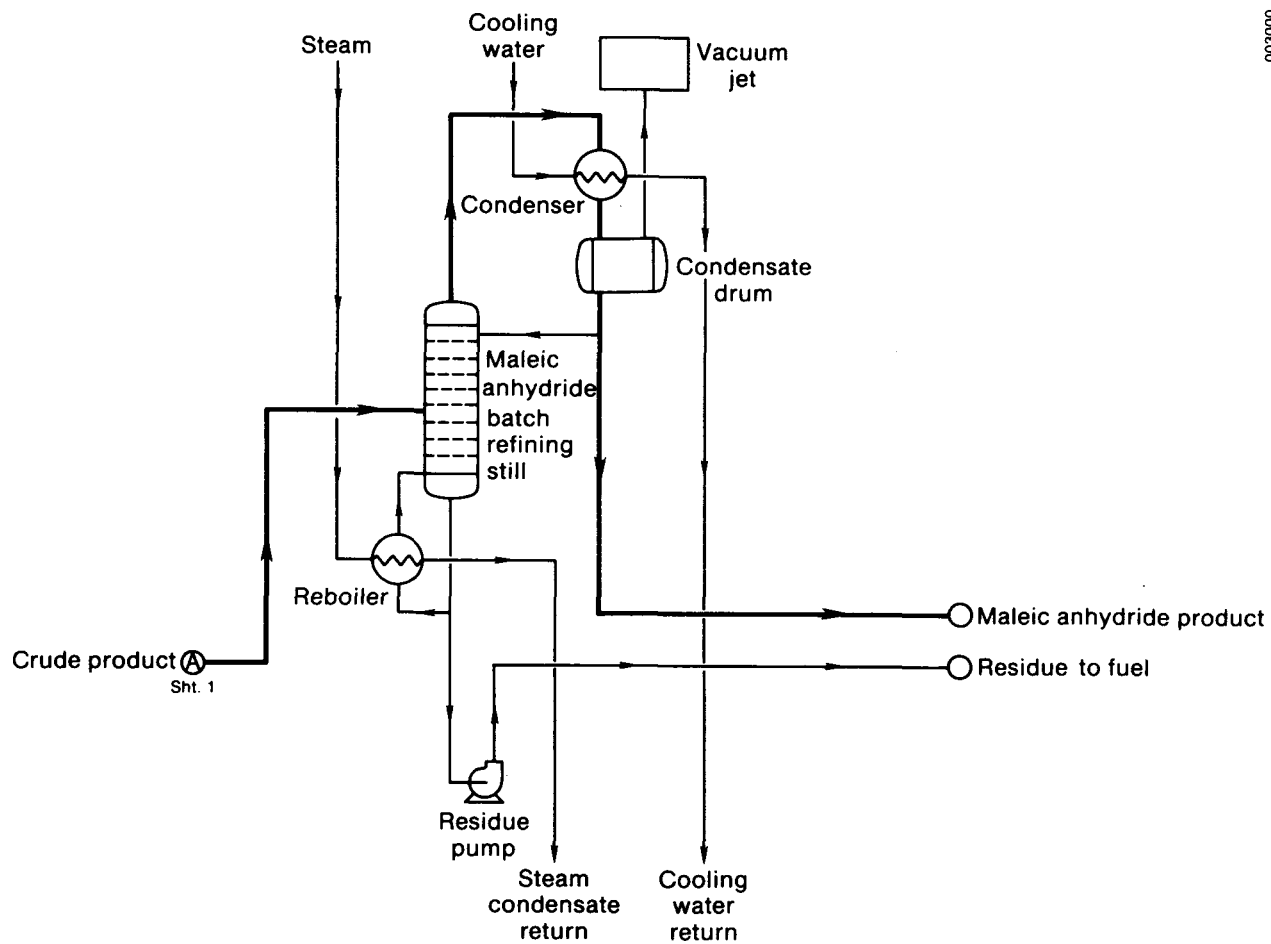 Steam
Cooling
water
Vacuum
jet
003000
Condenser
Condensate
drum
Maleic
anhydride
batch
refining
still
Reboiler
Crude product A
Sht. 1
Maleic anhydride product
Residue to fuel
Residue
pump
Steam
condensate
return
Cooling
water
return